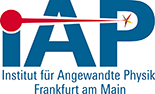 iAP
Institut für Angewandte Physik
Frankfurt am Main